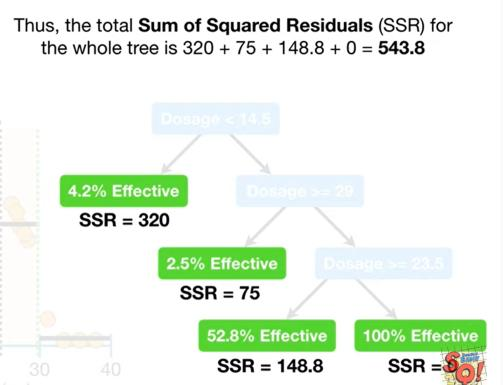 Thus, the total Sum of Squared Residuals (SSR) for
the whole tree is 320 + 75 + 148.8 + 0 = 543.8
Dosage < 14.5
4.2% Effective
Dosage >= 29
SSR = 320
2.5% Effective
Dosage >= 23.5
SSR = 75
52.8% Effective
100% Effective
SSR = 148.8
SSR =
30
40